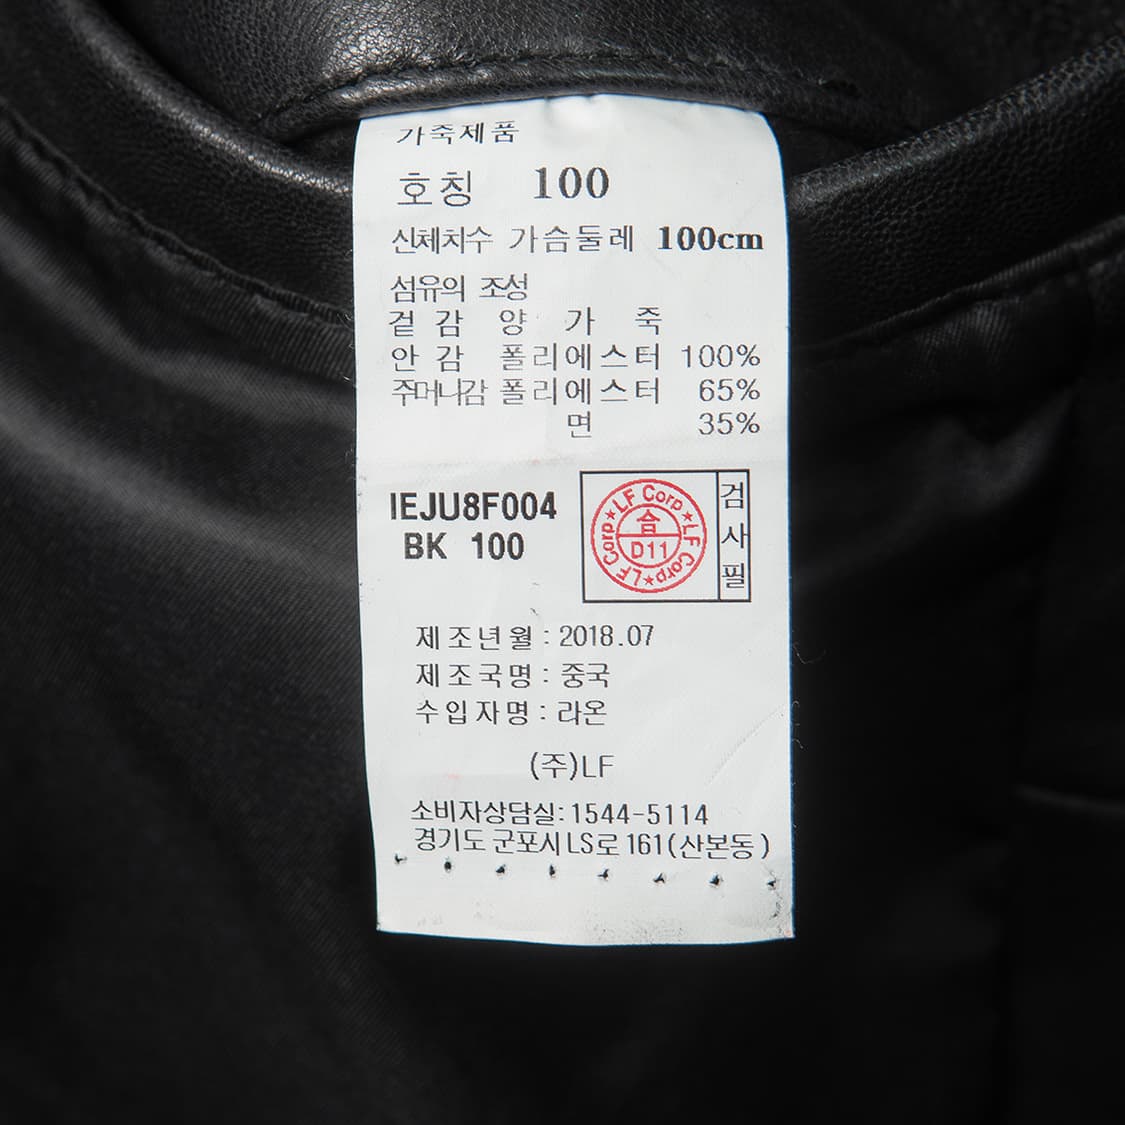 가죽제품
호칭 100
신체치수 가슴둘레 100cm
섬유의 조성
겉감 양가죽
안감 폴리에스터 100%
주머니감 폴리에스터 65%
면 35%
IEJU8F004
BK 100
LF Corp ★ LF Corp ★ LF Corp ★
合
D11
검사필
제조년월 : 2018.07
제조국명 : 중국
수입자명 : 라온
(주)LF
소비자상담실: 1544-5114
경기도 군포시 LS로 161(산본동)